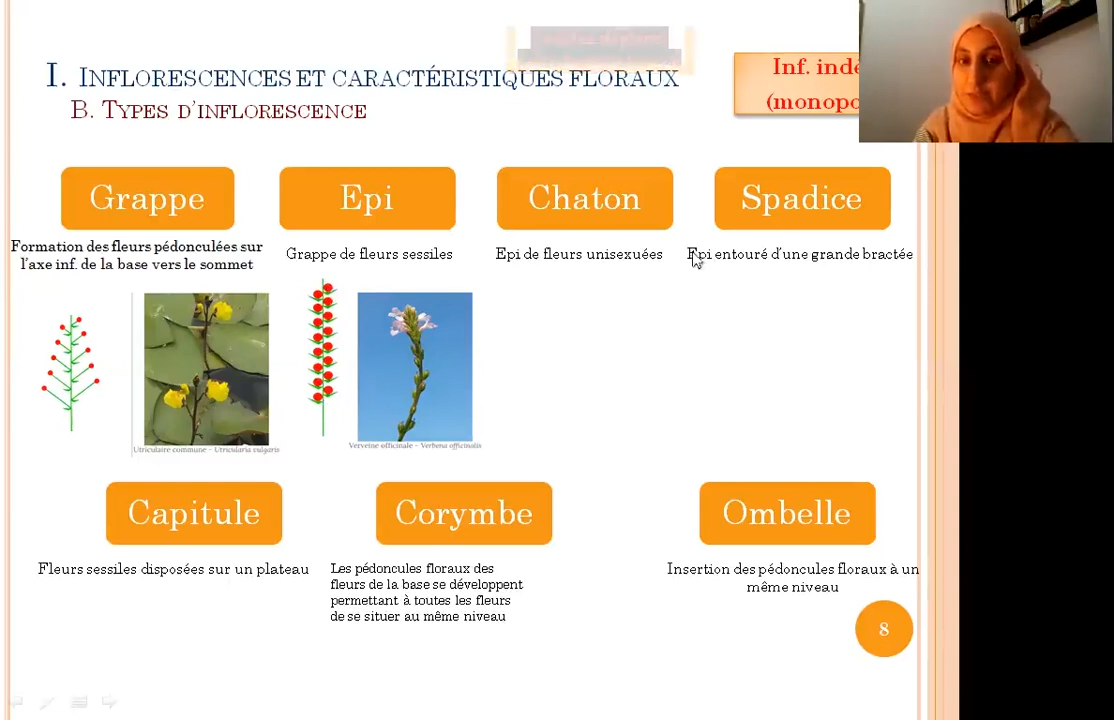 I. INFLORESCENCES ET CARACTÉRISTIQUES FLORAUX
B. TYPES D'INFLORESCENCE
Inf.
Grappe
Epi
Chaton
Spadice
Formation des fleurs pédonculées sur
l'axe inf. de la base vers le sommet
Grappe de fleurs sessiles
Epi de fleurs unisexuées
Epi entouré d'une grande bractée
Utriculaire commune - Utricularia vulgaris
Verveine officinale - Verbena officinalis
Capitule
Corymbe
Ombelle
Fleurs sessiles disposées sur un plateau
Les pédoncules floraux des
fleurs de la base se développent
permettant à toutes les fleurs
de se situer au même niveau
Insertion des pédoncules floraux à un
même niveau
8